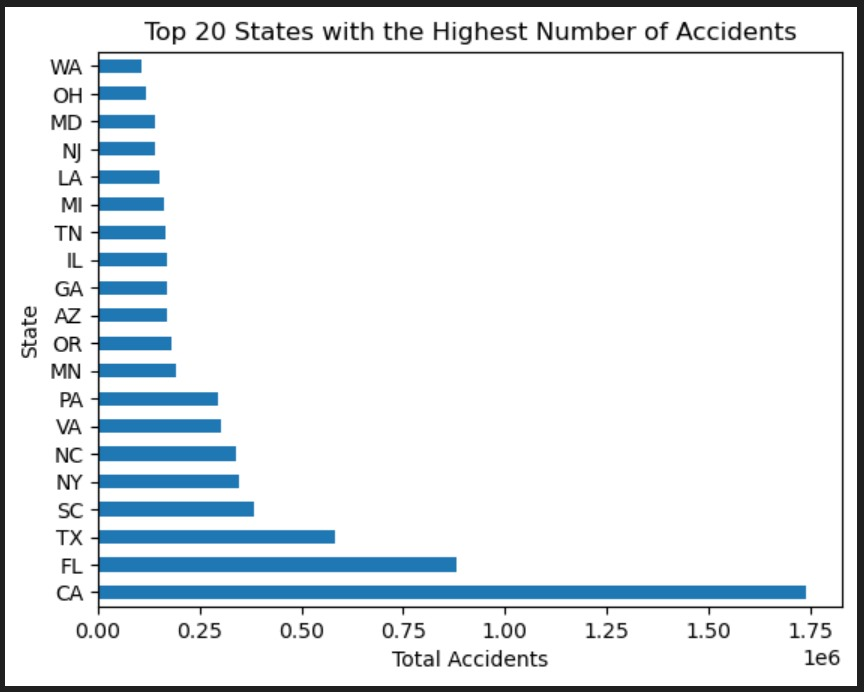 Top 20 States with the Highest Number of Accidents
WA
OH
MD
NJ
LA
MI
TN
IL
GA
AZ
OR
MN
PA
VA
NC
NY
SC
TX
FL
CA
State
0.00 0.25 0.50 0.75 1.00 1.25 1.50 1.75
1e6
Total Accidents